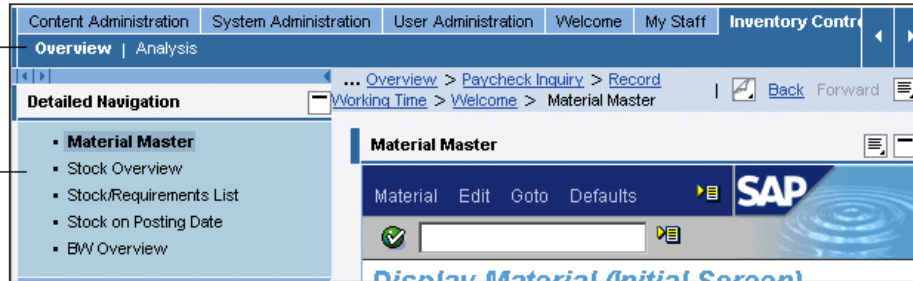 Content Administration System Administration User Administration Welcome My Staff Inventory Contr
Overview | Analysis
... Overview > Paycheck Inquiry > Record
Working Time > Welcome > Material Master
| Back Forward
Detailed Navigation
Material Master
Stock Overview
Stock/Requirements List
Stock on Posting Date
BW Overview
Material Master
Material Edit Goto Defaults
SAP
Display Material (Initial Screen)